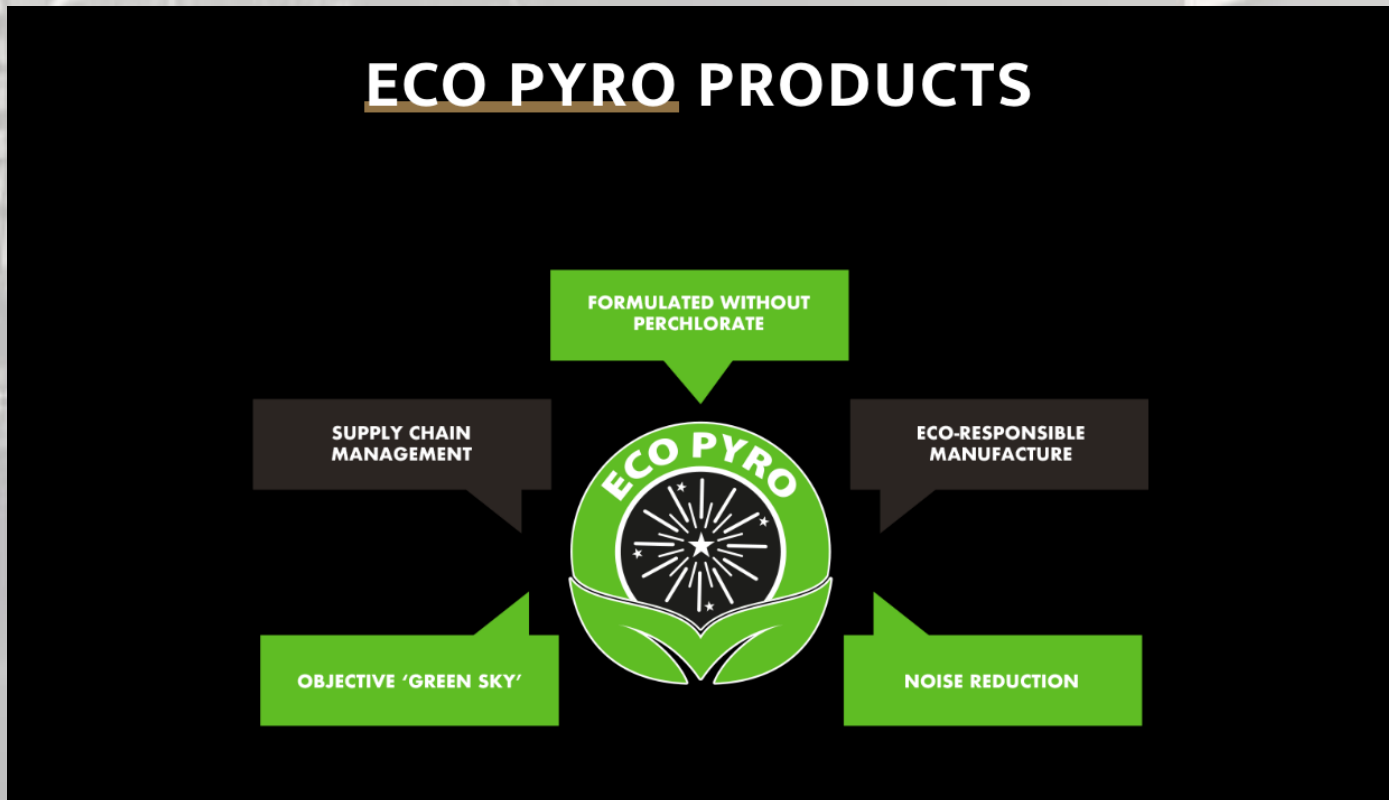 ECO PYRO PRODUCTS
FORMULATED WITHOUT
PERCHLORATE
SUPPLY CHAIN
MANAGEMENT
ECO-RESPONSIBLE
MANUFACTURE
ECO PYRO
OBJECTIVE ‘GREEN SKY’
NOISE REDUCTION